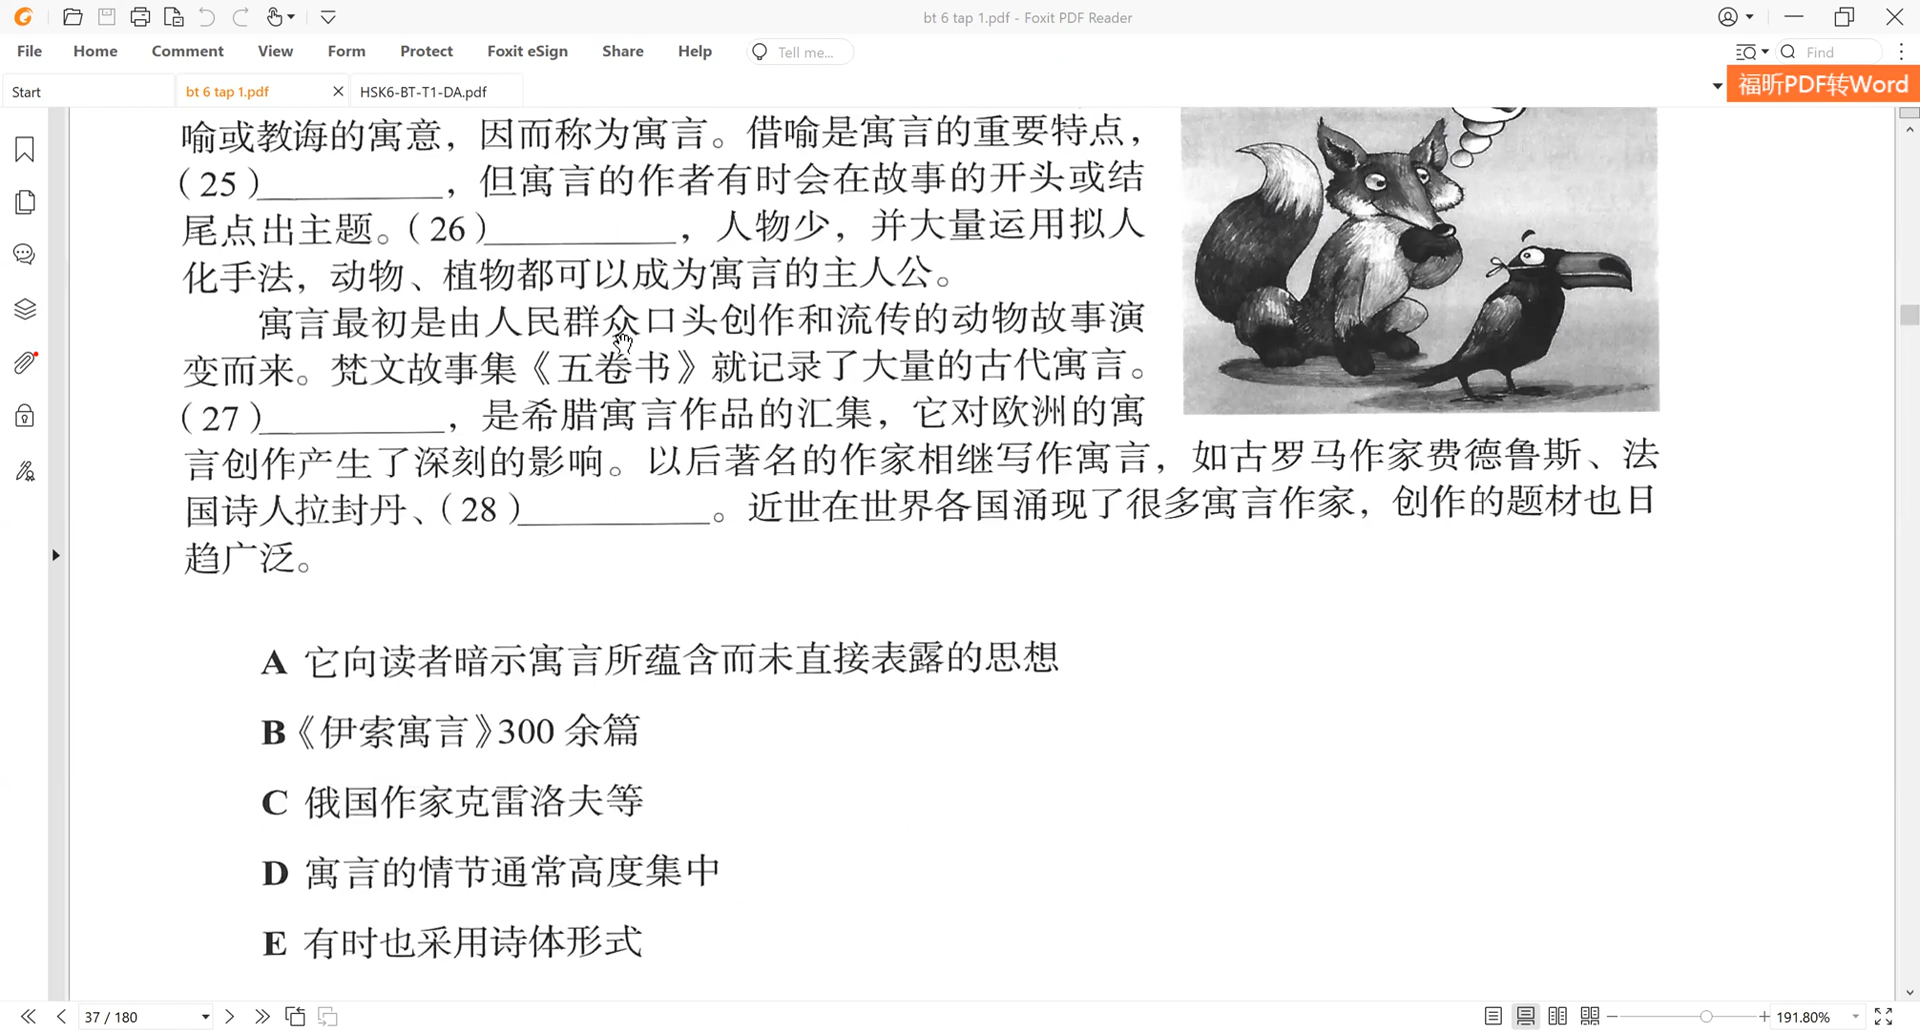 bt 6 tap 1.pdf - Foxit PDF Reader
File Home Comment View Form Protect Foxit eSign Share Help Tell me... Find
Start bt 6 tap 1.pdf HSK6-BT-T1-DA.pdf 福昕PDF转Word
喻或教诲的寓意，因而称为寓言。借喻是寓言的重要特点，
(25)__________，但寓言的作者有时会在故事的开头或结
尾点出主题。(26)__________，人物少，并大量运用拟人
化手法，动物、植物都可以成为寓言的主人公。
寓言最初是由人民群众口头创作和流传的动物故事演
变而来。梵文故事集《五卷书》就记录了大量的古代寓言。
(27)__________，是希腊寓言作品的汇集，它对欧洲的寓
言创作产生了深刻的影响。以后著名的作家相继写作寓言，如古罗马作家费德鲁斯、法
国诗人拉封丹、(28)__________。近世在世界各国涌现了很多寓言作家，创作的题材也日
趋广泛。
A 它向读者暗示寓言所蕴含而未直接表露的思想
B《伊索寓言》300 余篇
C 俄国作家克雷洛夫等
D 寓言的情节通常高度集中
E 有时也采用诗体形式
37 / 180 191.80%